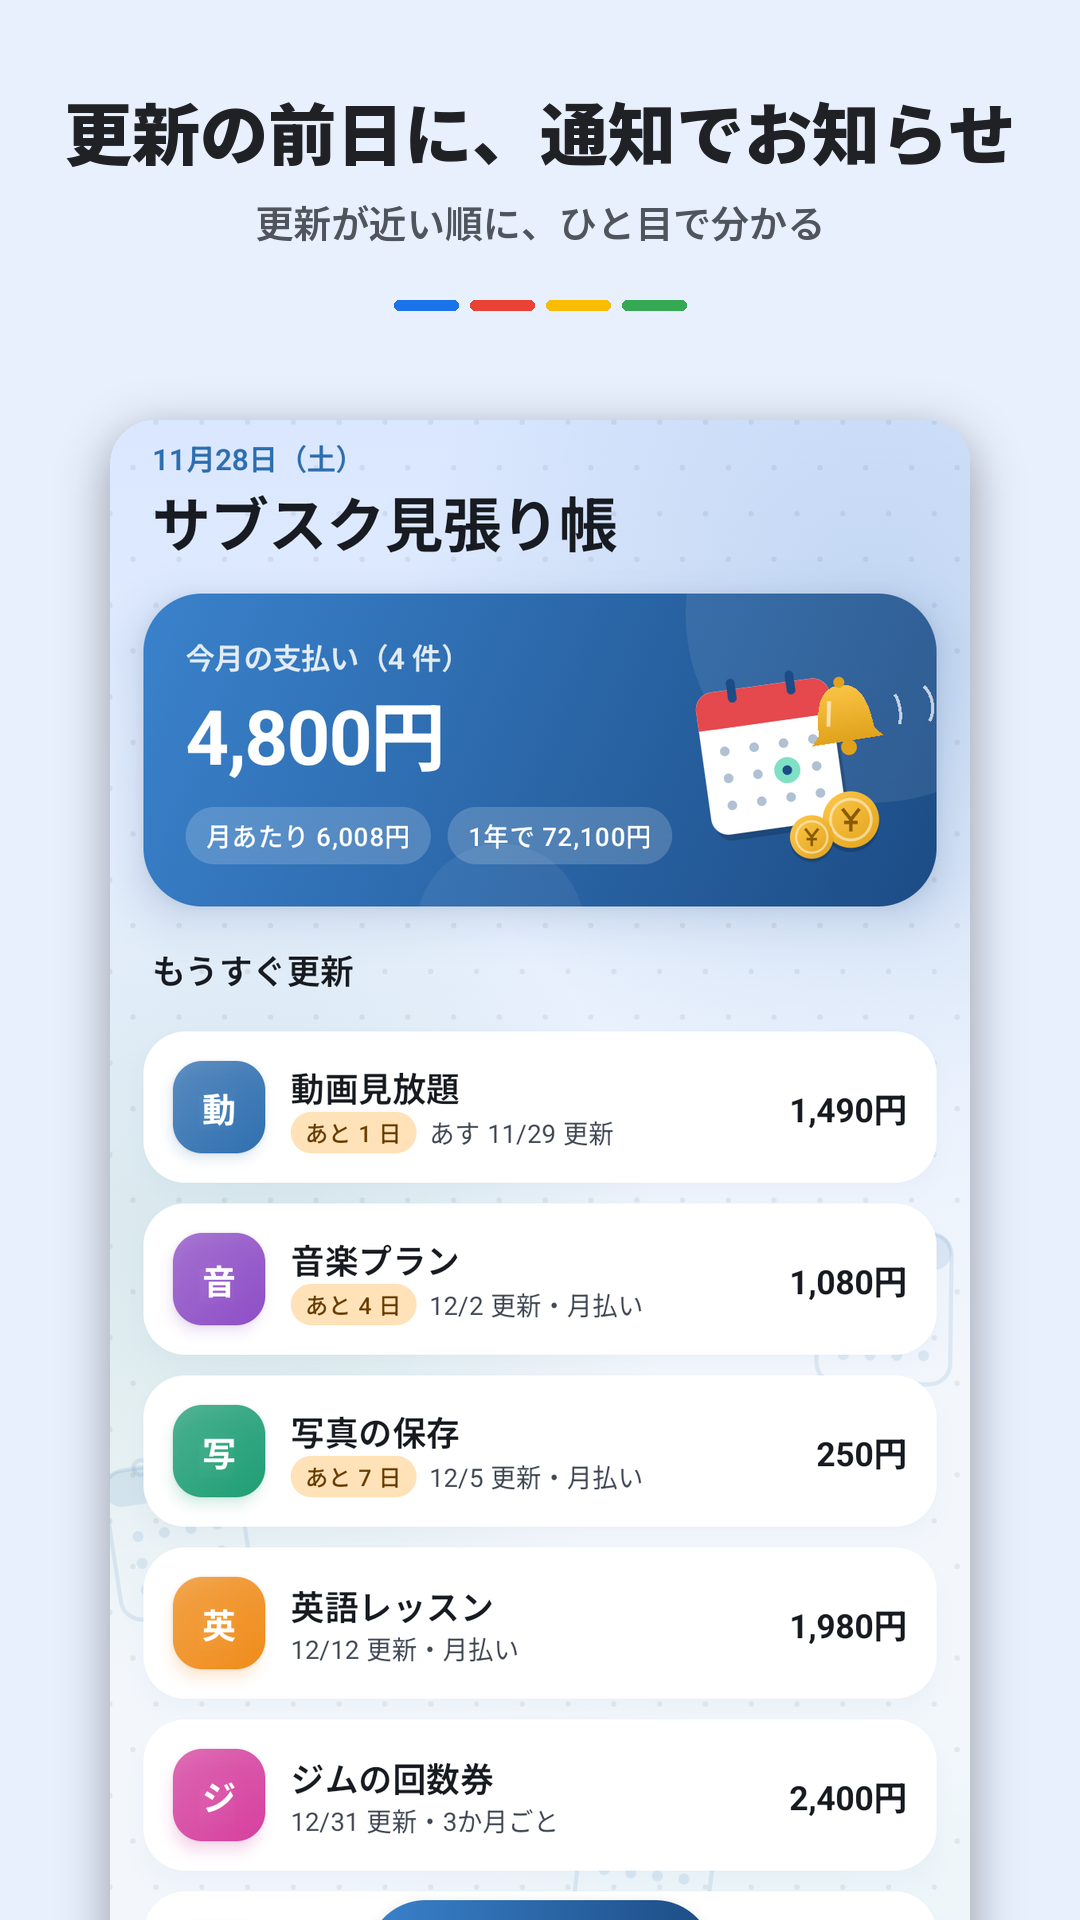 更新の前日に、通知でお知らせ
更新が近い順に、ひと目で分かる
11月28日（土）
サブスク見張り帳
今月の支払い（4 件）
4,800円
月あたり 6,008円
1年で 72,100円
¥
¥
もうすぐ更新
動
動画見放題
1,490円
あと 1 日
あす 11/29 更新
音
音楽プラン
1,080円
あと 4 日
12/2 更新・月払い
写
写真の保存
250円
あと 7 日
12/5 更新・月払い
英
英語レッスン
1,980円
12/12 更新・月払い
ジ
ジムの回数券
2,400円
12/31 更新・3か月ごと